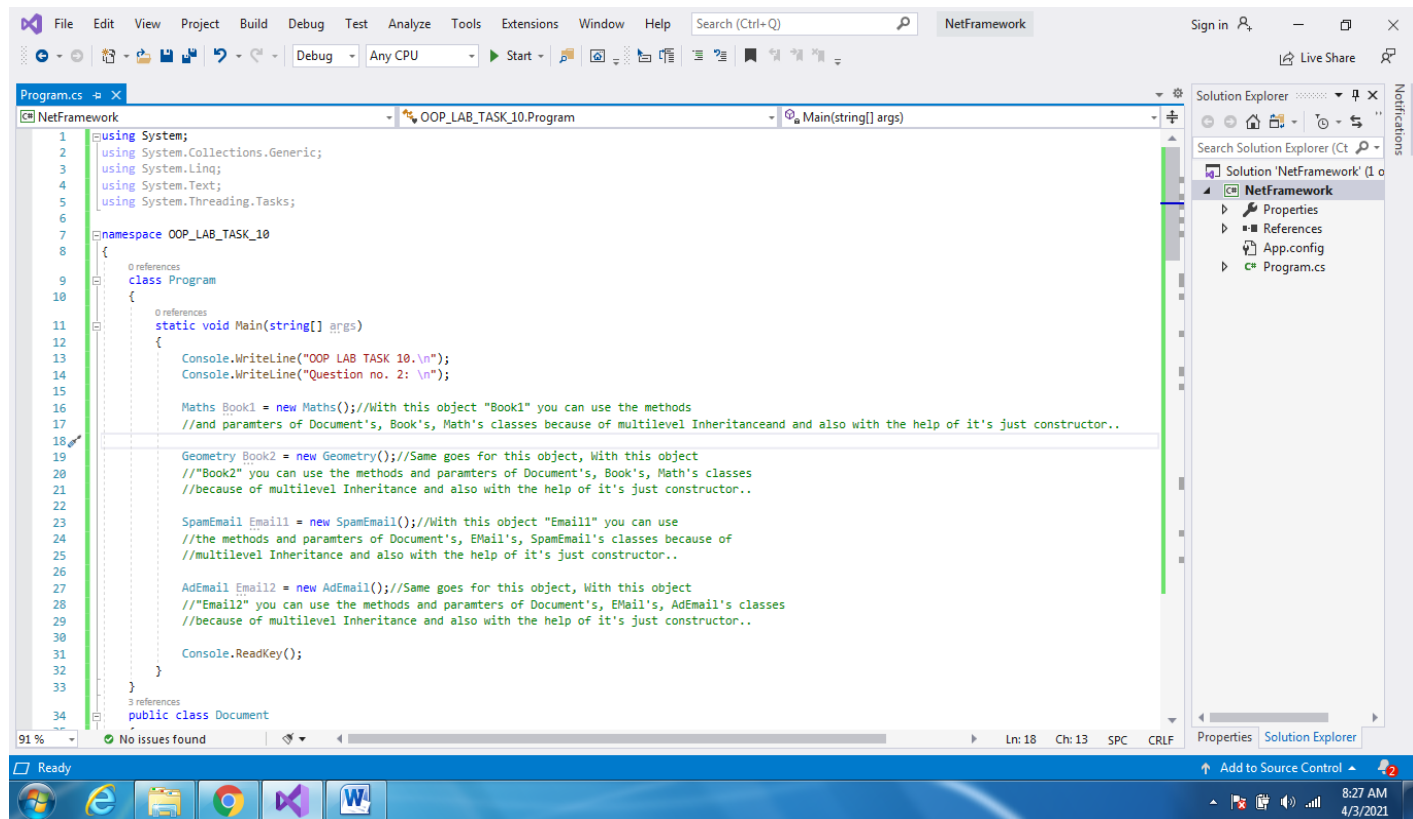 File Edit View Project Build Debug Test Analyze Tools Extensions Window Help Search (Ctrl+Q) NetFramework Sign in
Debug Any CPU Start Live Share
Program.cs
NetFramework OOP_LAB_TASK_10.Program Main(string[] args)
1 using System;
2 using System.Collections.Generic;
3 using System.Linq;
4 using System.Text;
5 using System.Threading.Tasks;
6
7 namespace OOP_LAB_TASK_10
8 {
0 references
9 class Program
10 {
0 references
11 static void Main(string[] args)
12 {
13 Console.WriteLine("OOP LAB TASK 10.\n");
14 Console.WriteLine("Question no. 2: \n");
15
16 Maths Book1 = new Maths();//With this object "Book1" you can use the methods
17 //and paramters of Document's, Book's, Math's classes because of multilevel Inheritanceand and also with the help of it's just constructor..
18
19 Geometry Book2 = new Geometry();//Same goes for this object, With this object
20 //"Book2" you can use the methods and paramters of Document's, Book's, Math's classes
21 //because of multilevel Inheritance and also with the help of it's just constructor..
22
23 SpamEmail Email1 = new SpamEmail();//With this object "Email1" you can use
24 //the methods and paramters of Document's, EMail's, SpamEmail's classes because of
25 //multilevel Inheritance and also with the help of it's just constructor..
26
27 AdEmail Email2 = new AdEmail();//Same goes for this object, With this object
28 //"Email2" you can use the methods and paramters of Document's, EMail's, AdEmail's classes
29 //because of multilevel Inheritance and also with the help of it's just constructor..
30
31 Console.ReadKey();
32 }
33 }
3 references
34 public class Document
91 % No issues found Ln: 18 Ch: 13 SPC CRLF
Solution Explorer
Search Solution Explorer (Ct
Solution 'NetFramework' (1 o
C# NetFramework
Properties
References
App.config
C# Program.cs
Properties Solution Explorer
Notifications
Ready Add to Source Control 2
8:27 AM
4/3/2021